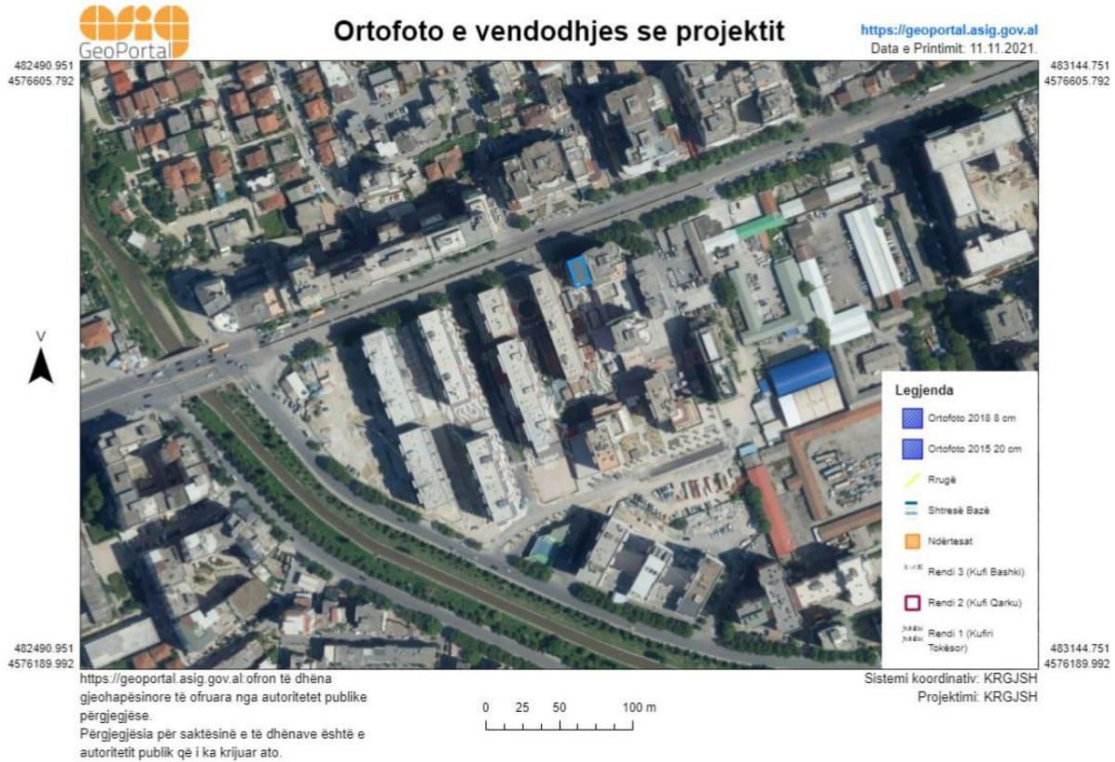 asig
GeoPortal
Ortofoto e vendodhjes se projektit
https://geoportal.asig.gov.al
Data e Printimit: 11.11.2021.
482490.951
4576605.792
483144.751
4576605.792
V
Legjenda
Ortofoto 2018 8 cm
Ortofoto 2015 20 cm
Rrugë
Shtresë Bazë
Ndërtesat
Rendi 3 (Kufi Bashki)
Rendi 2 (Kufi Qarku)
Rendi 1 (Kufiri
Tokësor)
482490.951
4576189.992
483144.751
4576189.992
https://geoportal.asig.gov.al:ofron të dhëna
gjeohapësinore të ofruara nga autoritetet publike
përgjegjëse.
Përgjegjësia për saktësinë e të dhënave është e
autoritetit publik që i ka krijuar ato.
0 25 50 100 m
Sistemi koordinativ: KRGJSH
Projektimi: KRGJSH